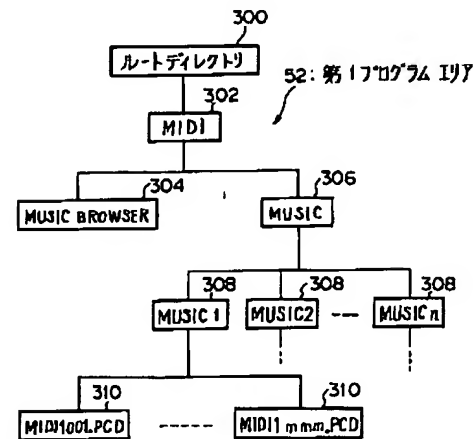 300
ルートディレクトリ
52:第1プログラム エリア
302
MIDI
304
306
MUSIC BROWSER
MUSIC
308
308
308
MUSIC 1
MUSIC2
MUSICn
310
310
MIDI1001.PCD
MIDI1mmm.PCD